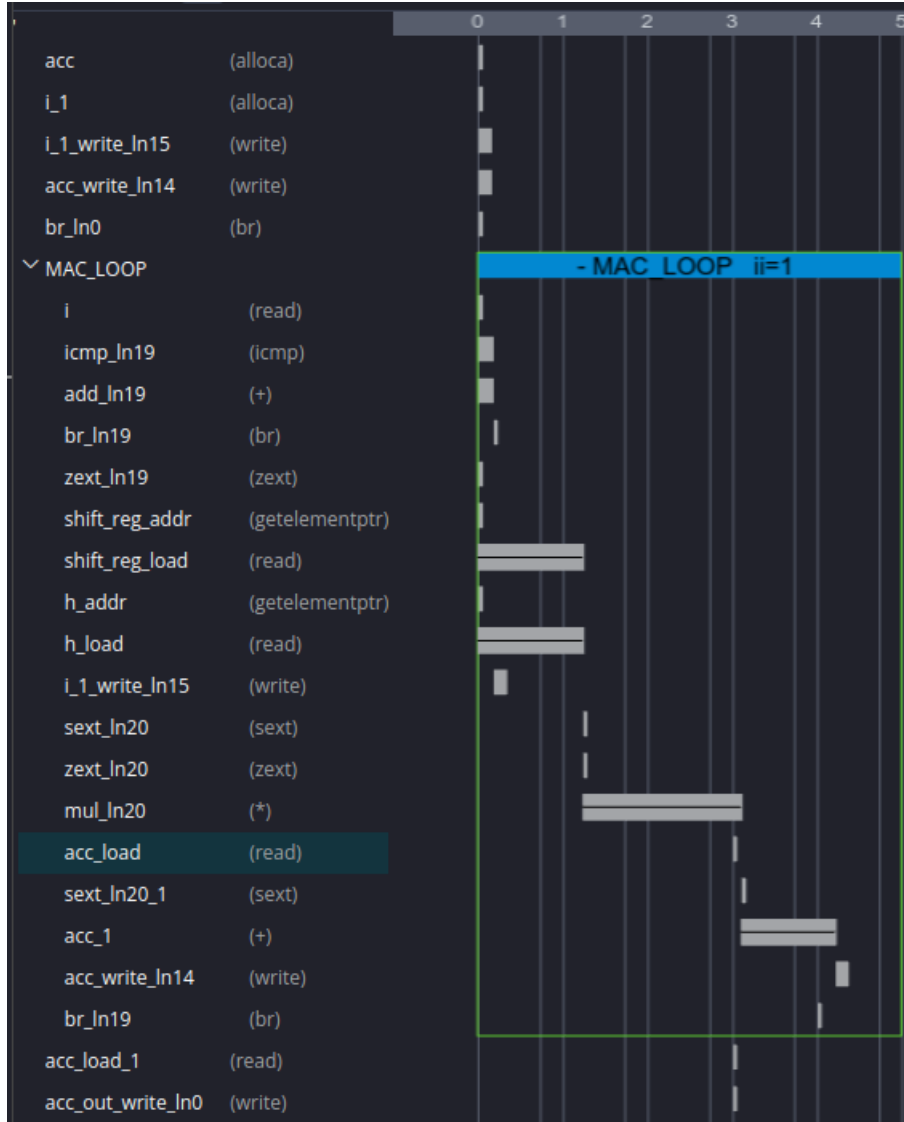 0 1 2 3 4 5
acc (alloca)
i_1 (alloca)
i_1_write_ln15 (write)
acc_write_ln14 (write)
br_ln0 (br)
MAC_LOOP - MAC_LOOP ii=1
i (read)
icmp_ln19 (icmp)
add_ln19 (+)
br_ln19 (br)
zext_ln19 (zext)
shift_reg_addr (getelementptr)
shift_reg_load (read)
h_addr (getelementptr)
h_load (read)
i_1_write_ln15 (write)
sext_ln20 (sext)
zext_ln20 (zext)
mul_ln20 (*)
acc_load (read)
sext_ln20_1 (sext)
acc_1 (+)
acc_write_ln14 (write)
br_ln19 (br)
acc_load_1 (read)
acc_out_write_ln0 (write)